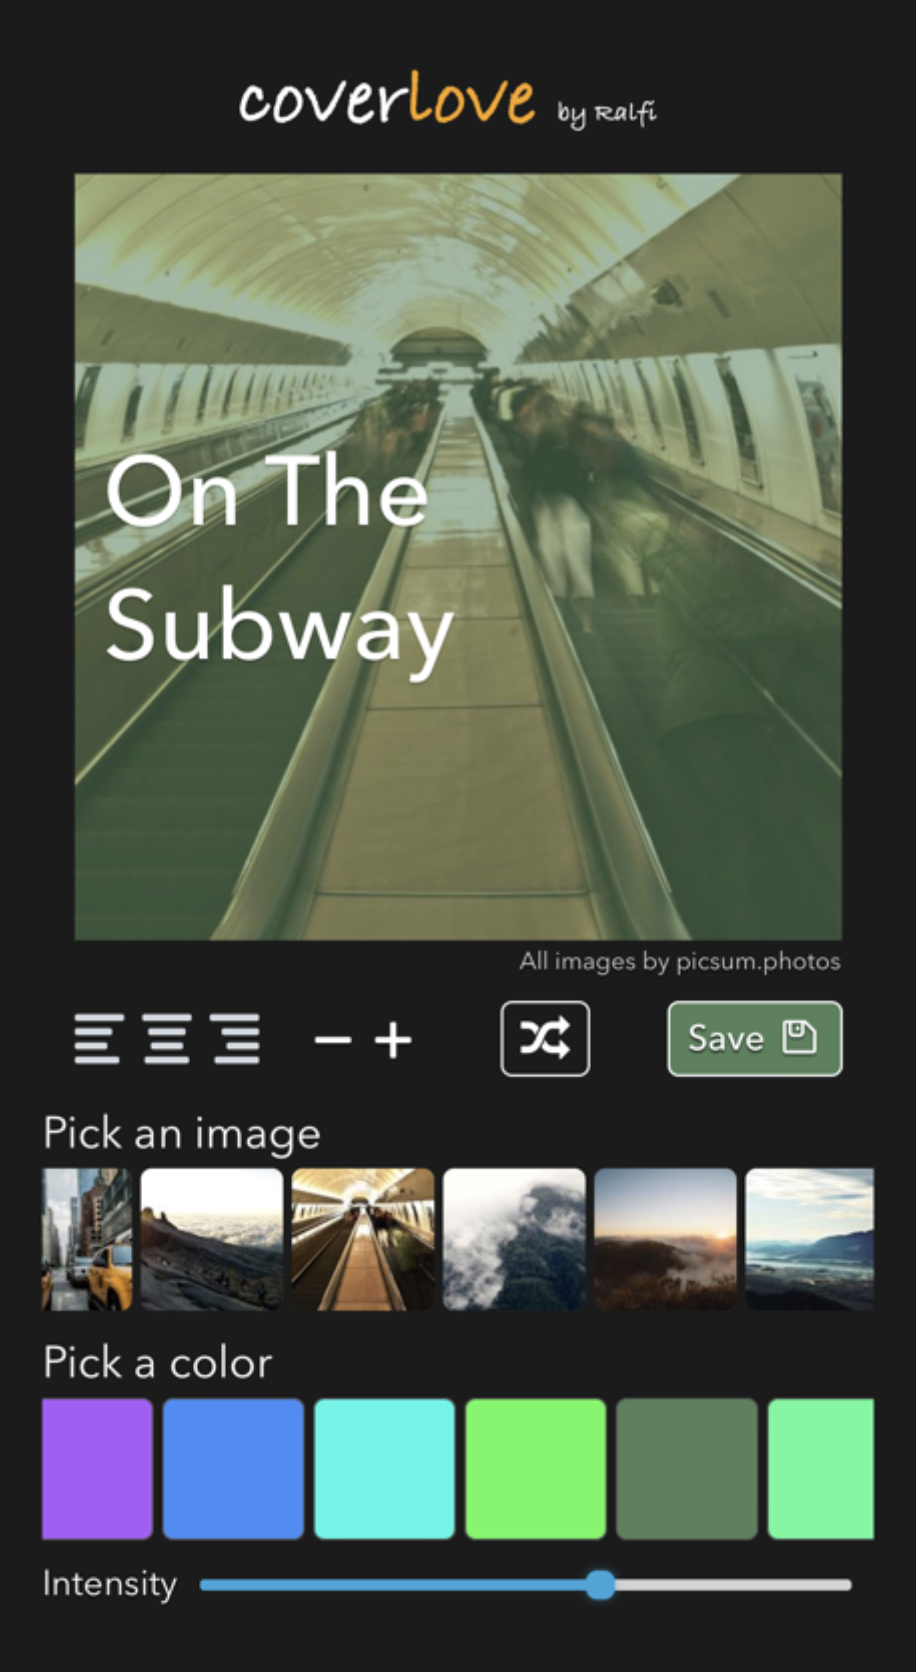 coverlove by Ralfi
On The
Subway
All images by picsum.photos
Save
Pick an image
Pick a color
Intensity